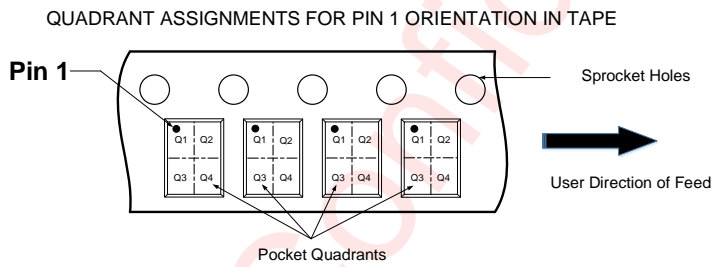 QUADRANT ASSIGNMENTS FOR PIN 1 ORIENTATION IN TAPE
Pin 1
Sprocket Holes
Q1 Q2 Q1 Q2 Q1 Q2 Q1 Q2
Q3 Q4 Q3 Q4 Q3 Q4 Q3 Q4
User Direction of Feed
Pocket Quadrants